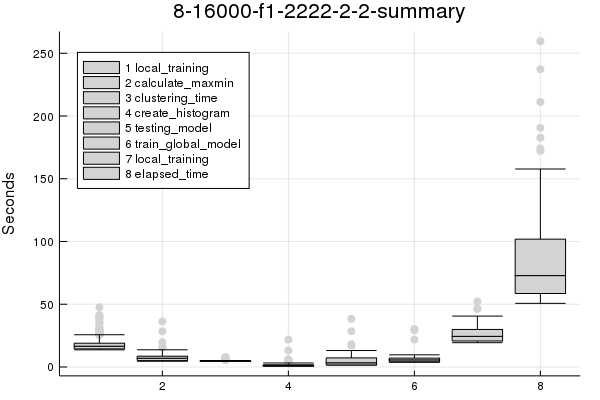 8-16000-f1-2222-2-2-summary
250
200
150
100
50
0
Seconds
1 local_training
2 calculate_maxmin
3 clustering_time
4 create_histogram
5 testing_model
6 train_global_model
7 local_training
8 elapsed_time
2 4 6 8